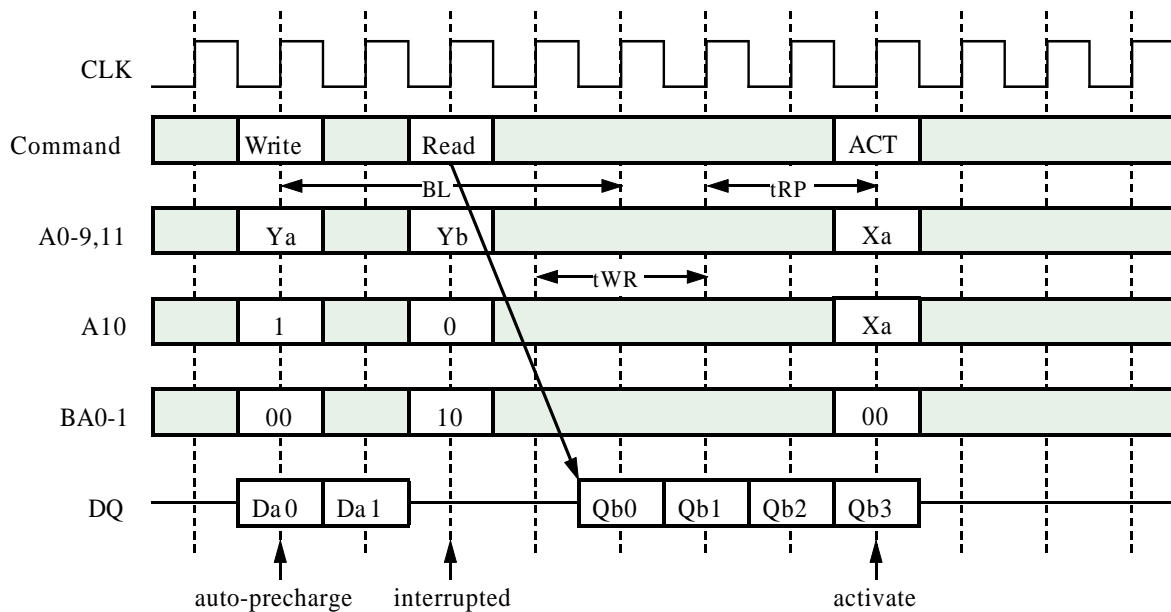 CLK
Command Write Read ACT
BL tRP
A0-9,11 Ya Yb Xa
tWR
A10 1 0 Xa
BA0-1 00 10 00
DQ Da0 Da1 Qb0 Qb1 Qb2 Qb3
auto-precharge interrupted activate